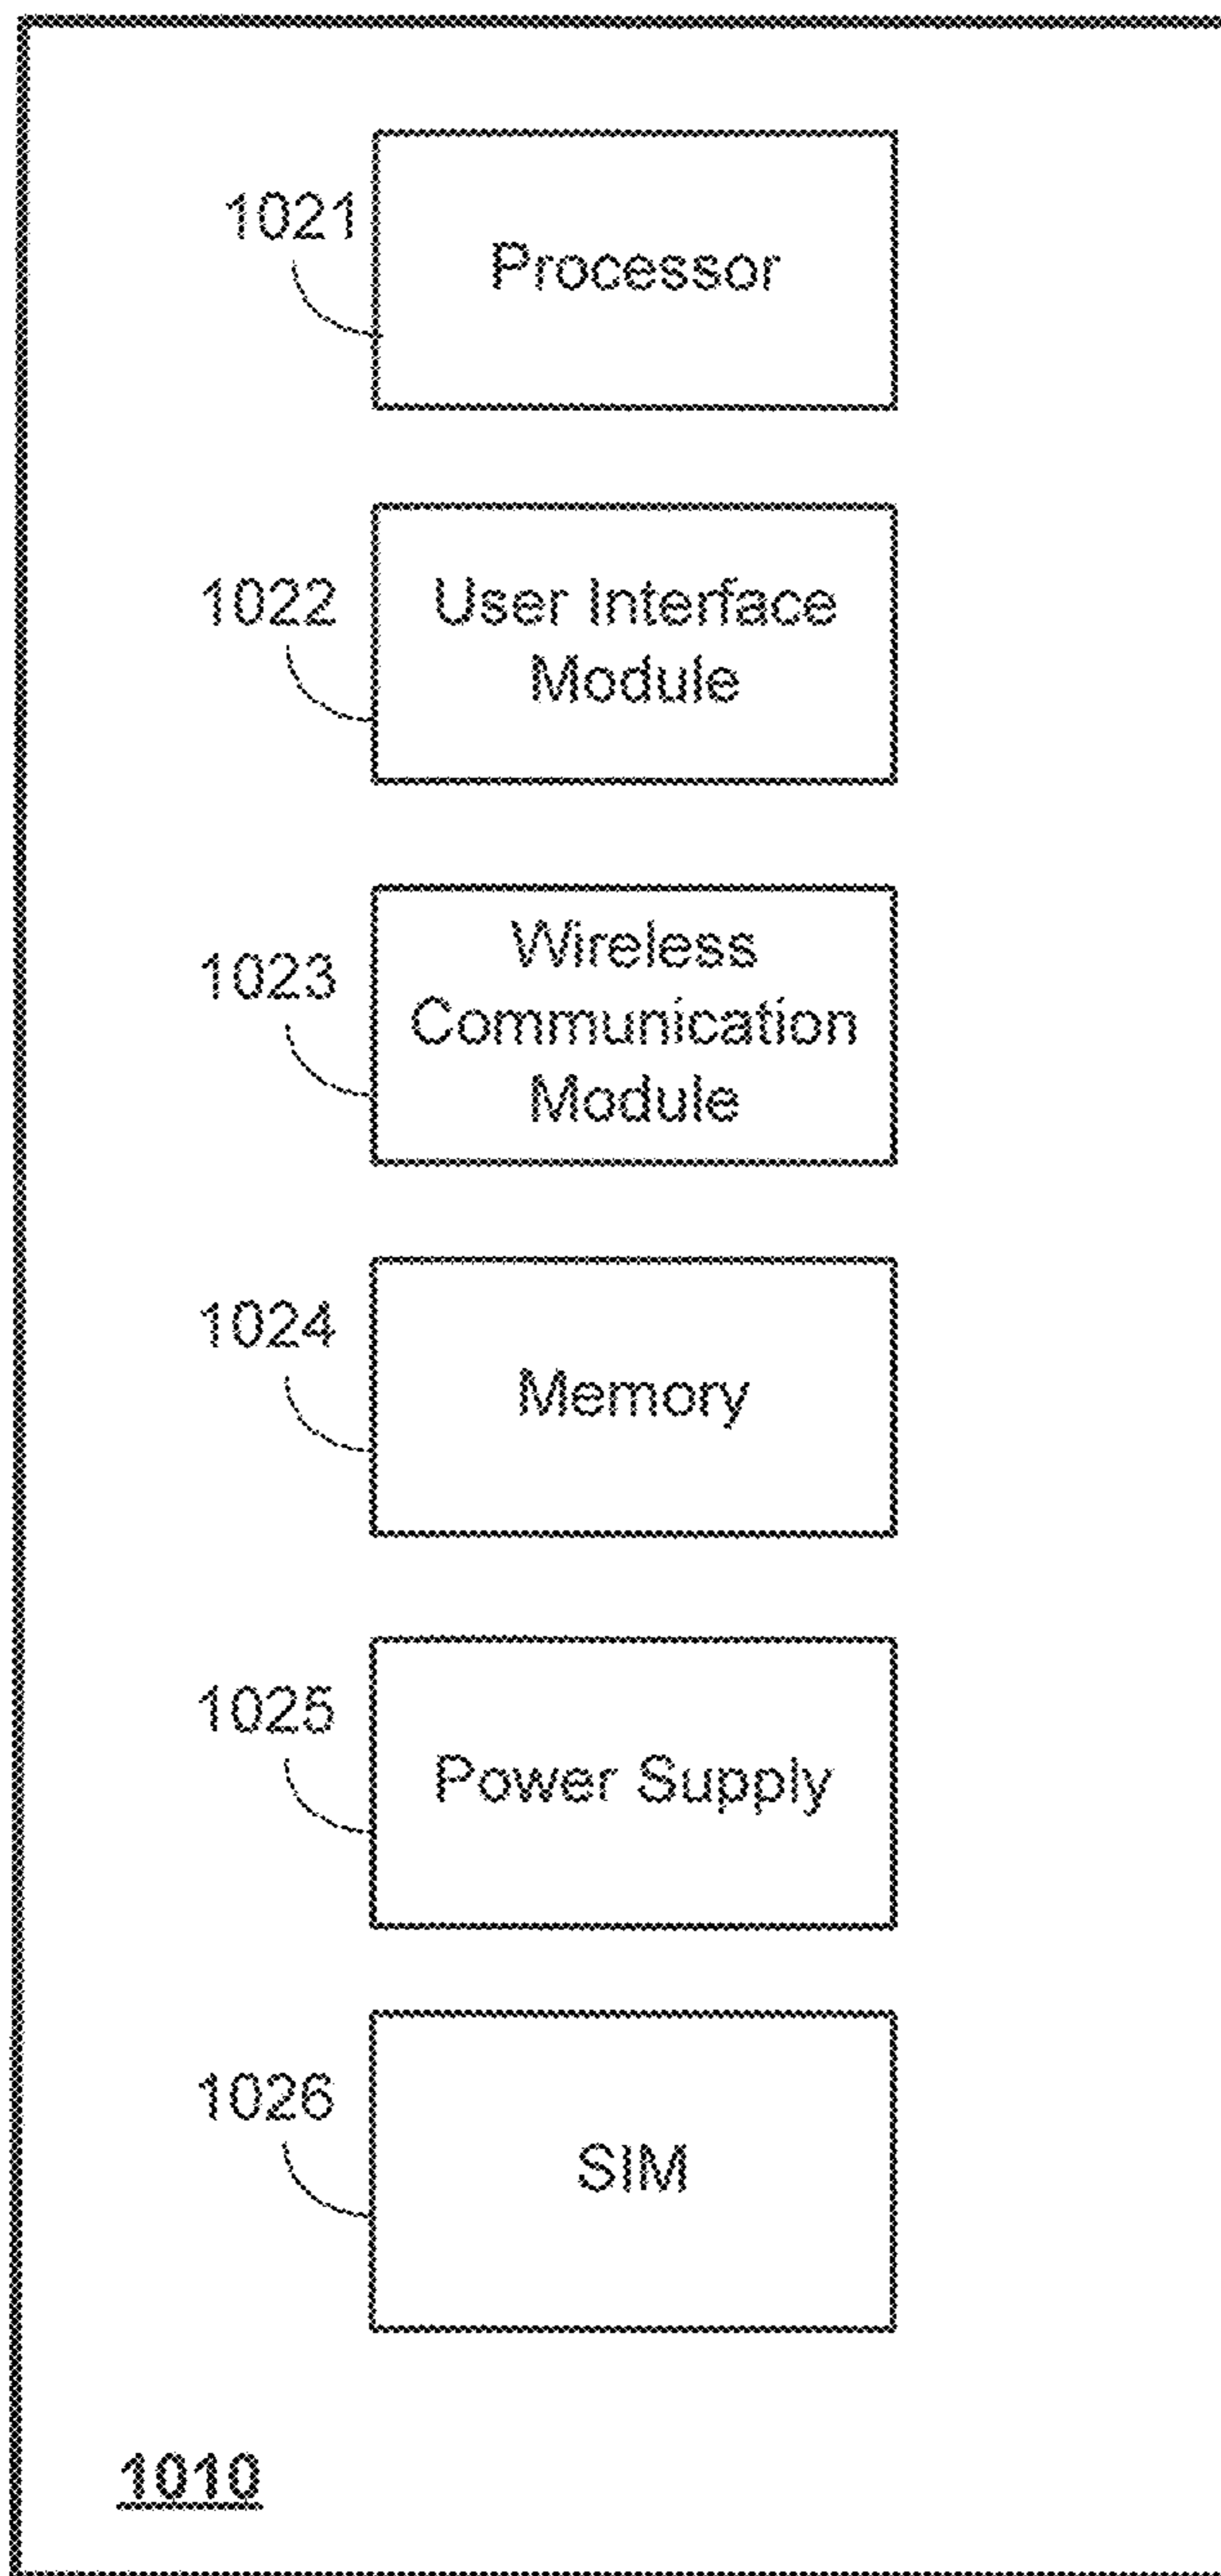 1021
Processor
1022
User Interface
Module
1023
Wireless
Communication
Module
1024
Memory
1025
Power Supply
1026
SIM
1010